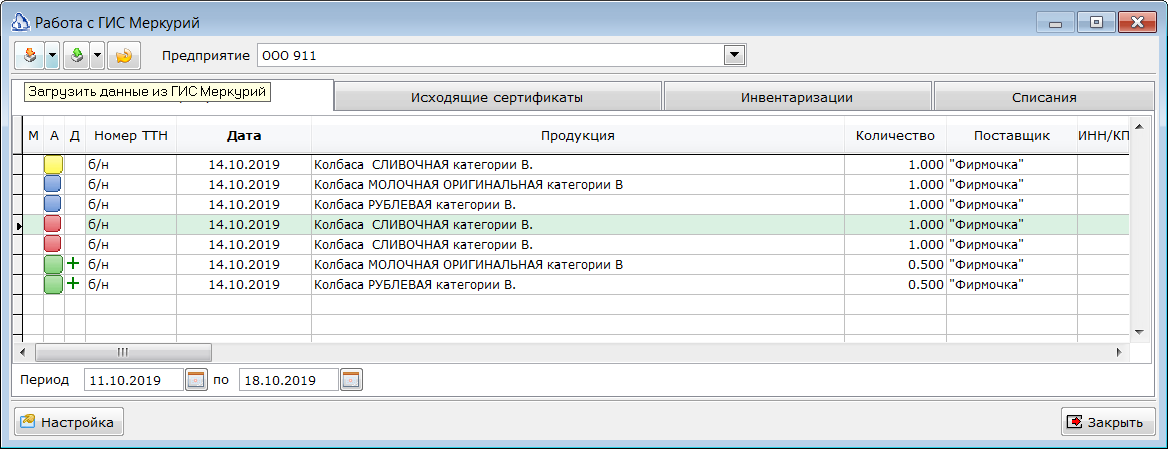 Работа с ГИС Меркурий
Предприятие ООО 911
Загрузить данные из ГИС Меркурий
Исходящие сертификаты Инвентаризации Списания
М А Д Номер ТТН Дата Продукция Количество Поставщик ИНН/КП
б/н 14.10.2019 Колбаса  СЛИВОЧНАЯ категории В. 1.000 "Фирмочка"
б/н 14.10.2019 Колбаса МОЛОЧНАЯ ОРИГИНАЛЬНАЯ категории В 1.000 "Фирмочка"
б/н 14.10.2019 Колбаса РУБЛЕВАЯ категории В. 1.000 "Фирмочка"
б/н 14.10.2019 Колбаса  СЛИВОЧНАЯ категории В. 1.000 "Фирмочка"
б/н 14.10.2019 Колбаса  СЛИВОЧНАЯ категории В. 1.000 "Фирмочка"
+ б/н 14.10.2019 Колбаса МОЛОЧНАЯ ОРИГИНАЛЬНАЯ категории В 0.500 "Фирмочка"
+ б/н 14.10.2019 Колбаса РУБЛЕВАЯ категории В. 0.500 "Фирмочка"
Период 11.10.2019 по 18.10.2019
Настройка Закрыть